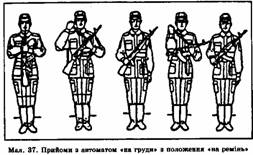 Мал. 37. Прийоми з автоматом «на груди» з положення «на ремінь»